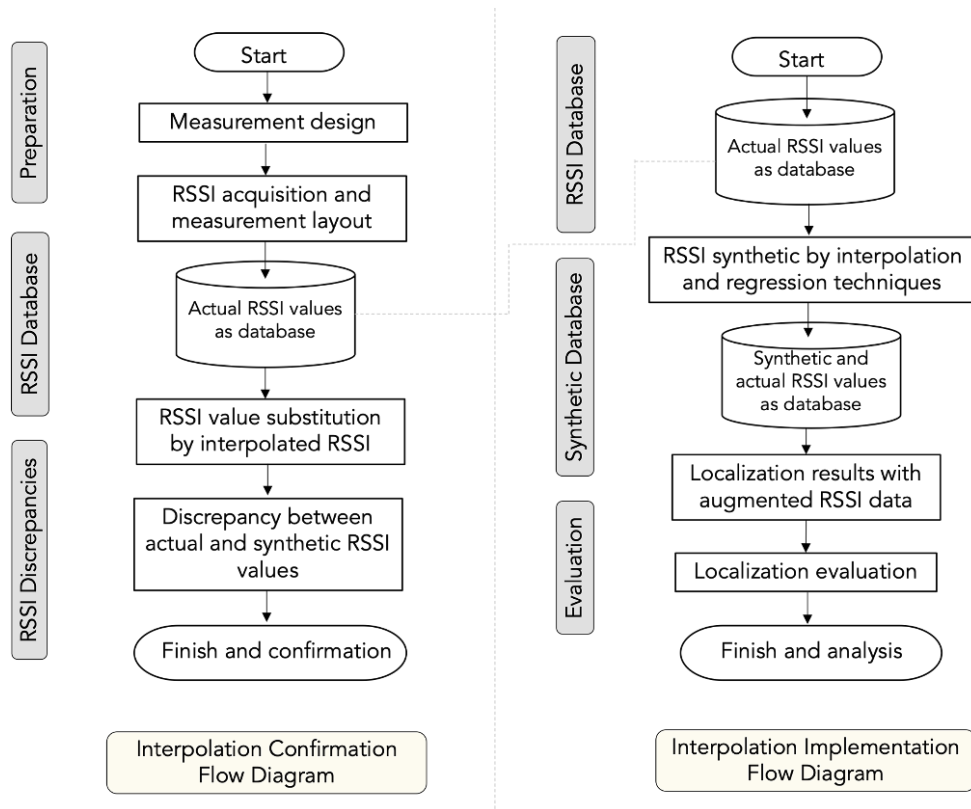 Preparation
RSSI Database
RSSI Discrepancies
Start
Measurement design
RSSI acquisition and
measurement layout
Actual RSSI values
as database
RSSI value substitution
by interpolated RSSI
Discrepancy between
actual and synthetic RSSI
values
Finish and confirmation
Interpolation Confirmation
Flow Diagram
RSSI Database
Synthetic Database
Evaluation
Start
Actual RSSI values
as database
RSSI synthetic by interpolation
and regression techniques
Synthetic and
actual RSSI values
as database
Localization results with
augmented RSSI data
Localization evaluation
Finish and analysis
Interpolation Implementation
Flow Diagram